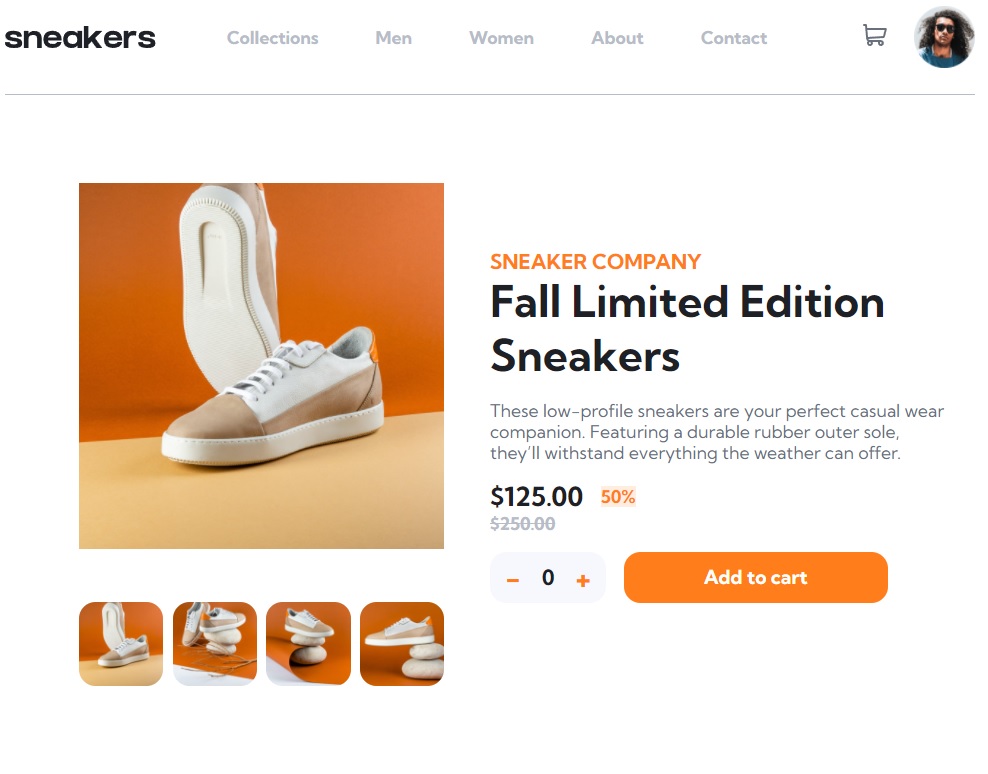 sneakers
Collections Men Women About Contact
SNEAKER COMPANY
Fall Limited Edition
Sneakers
These low-profile sneakers are your perfect casual wear
companion. Featuring a durable rubber outer sole,
they’ll withstand everything the weather can offer.
$125.00 50%
$250.00
− 0 +
Add to cart